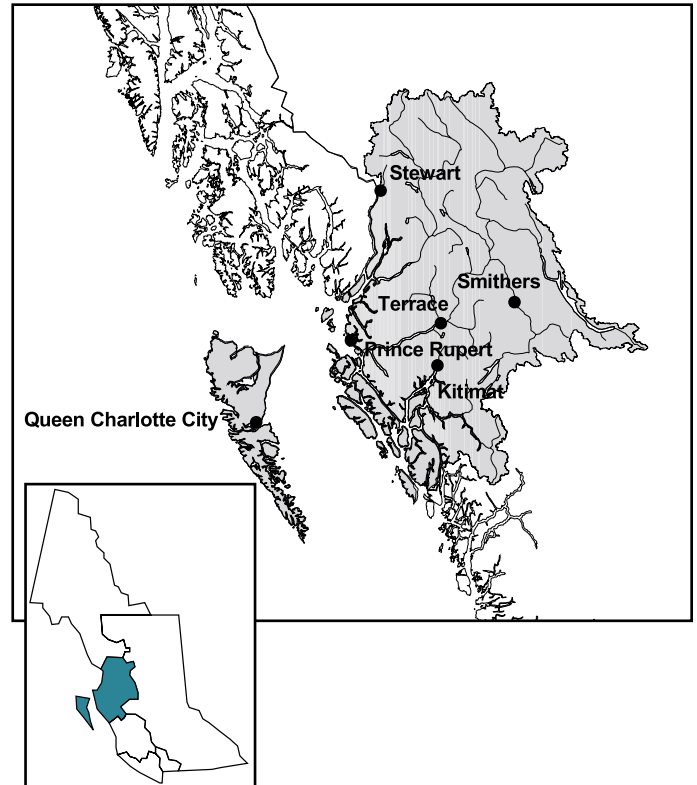 Stewart
Smithers
Terrace
Prince Rupert
Kitimat
Queen Charlotte City